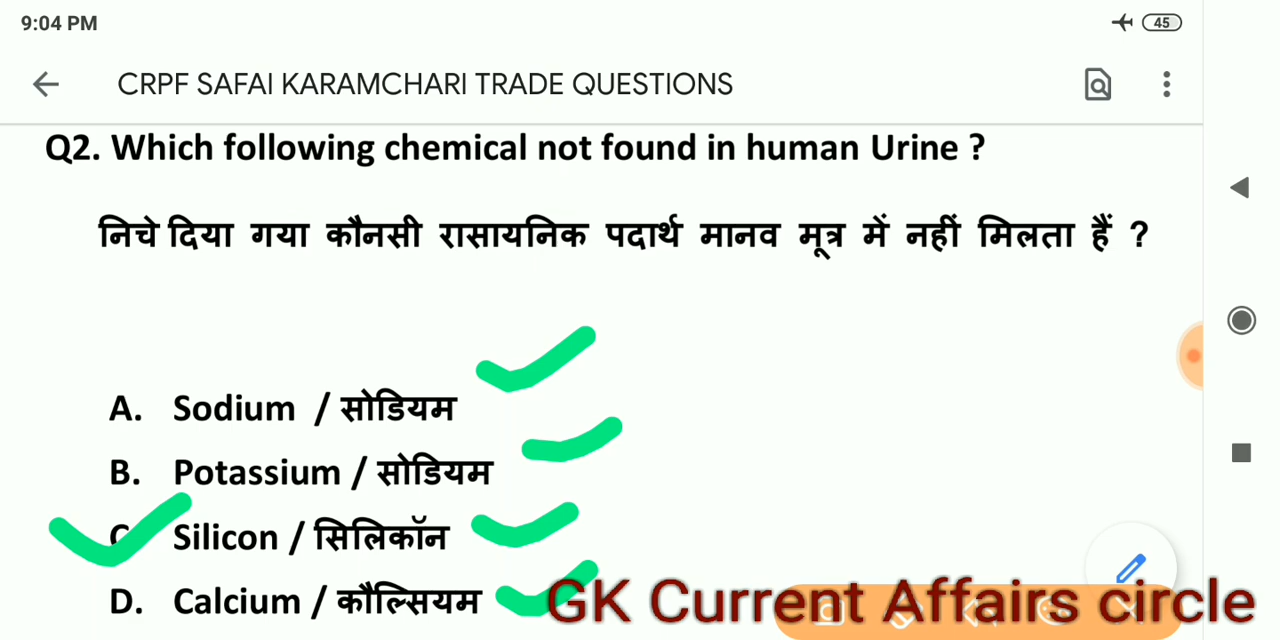 9:04 PM
45
CRPF SAFAI KARAMCHARI TRADE QUESTIONS
Q2. Which following chemical not found in human Urine ?
निचे दिया गया कौनसी रासायनिक पदार्थ मानव मूत्र में नहीं मिलता हैं ?
A. Sodium / सोडियम
B. Potassium / सोडियम
C Silicon / सिलिकॉन
D. Calcium / कौल्सियम
GK Current Affairs circle